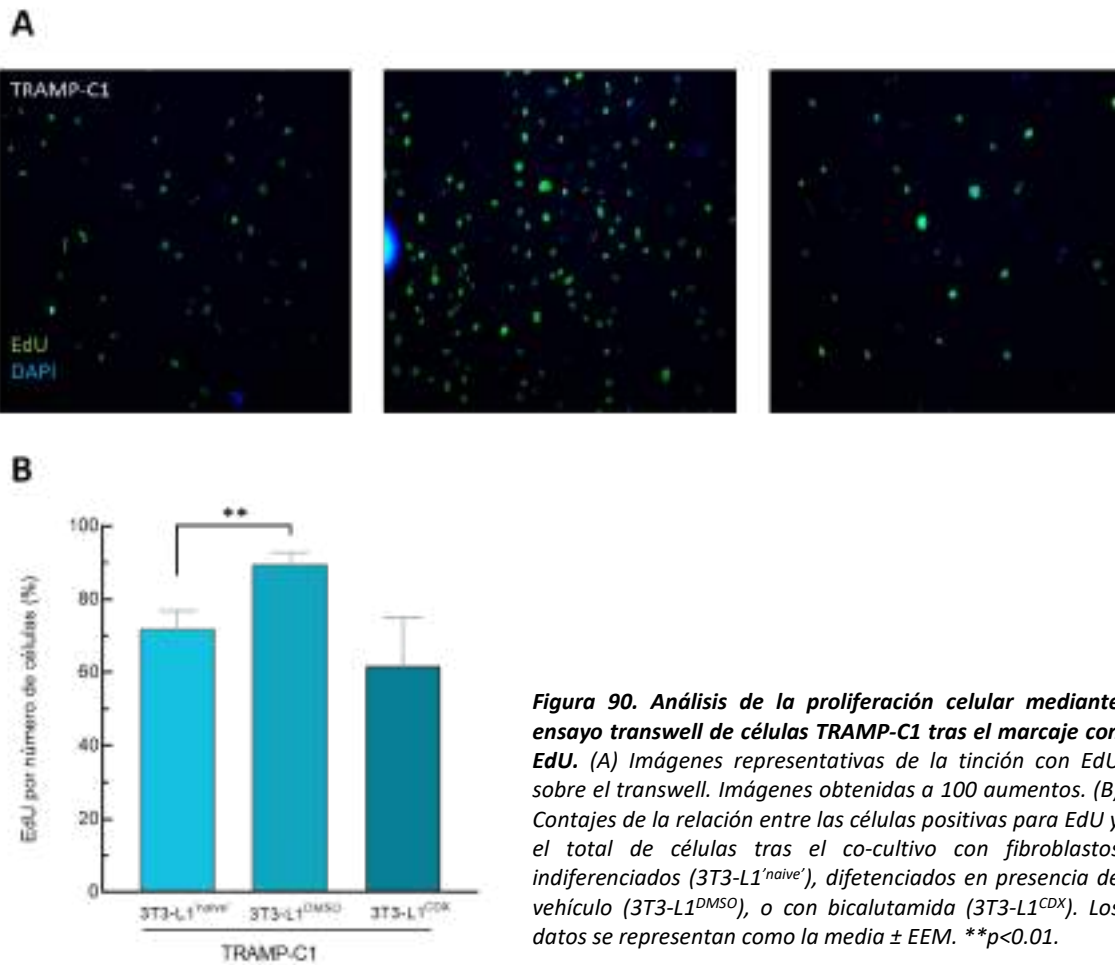 A
TRAMP-C1
EdU
DAPI
B
**
100
80
60
40
20
0
EdU por número de células (%)
3T3-L1'naive' 3T3-L1DMSO 3T3-L1CDX
TRAMP-C1
Figura 90. Análisis de la proliferación celular mediante
ensayo transwell de células TRAMP-C1 tras el marcaje con
EdU. (A) Imágenes representativas de la tinción con EdU
sobre el transwell. Imágenes obtenidas a 100 aumentos. (B)
Contajes de la relación entre las células positivas para EdU y
el total de células tras el co-cultivo con fibroblastos
indiferenciados (3T3-L1'naive'), difetenciados en presencia de
vehículo (3T3-L1DMSO), o con bicalutamida (3T3-L1CDX). Los
datos se representan como la media ± EEM. **p<0.01.